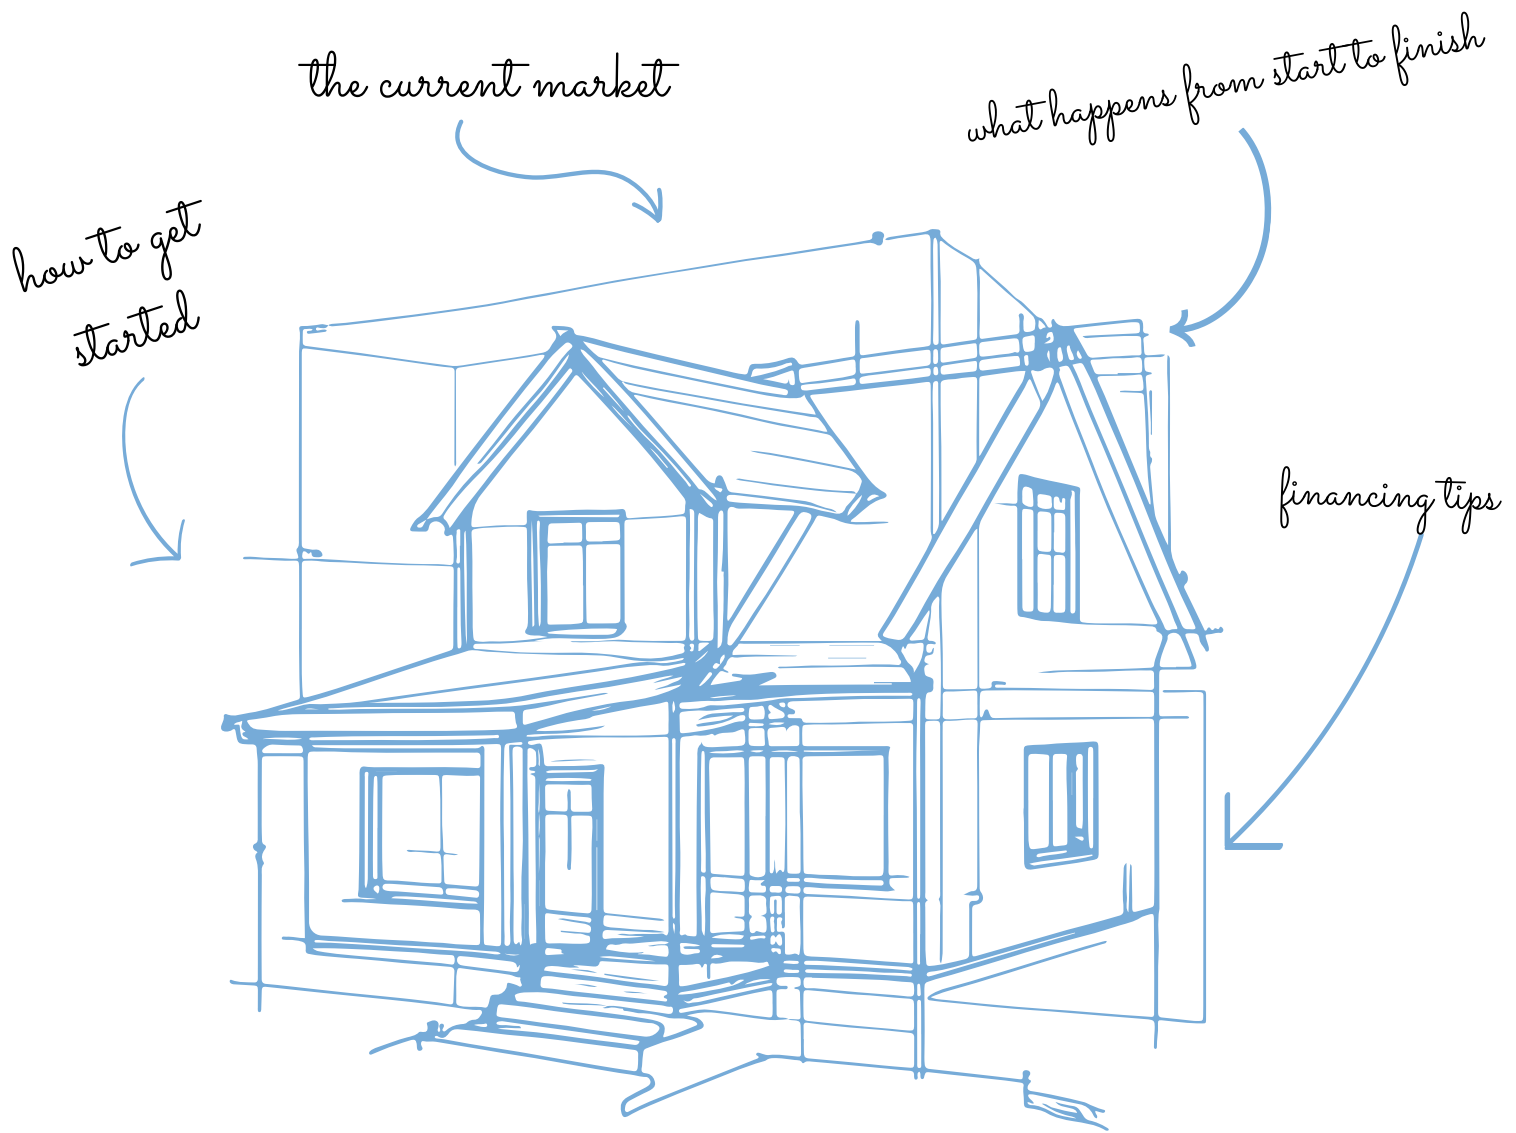 the current market
what happens from start to finish
how to get
started
financing tips